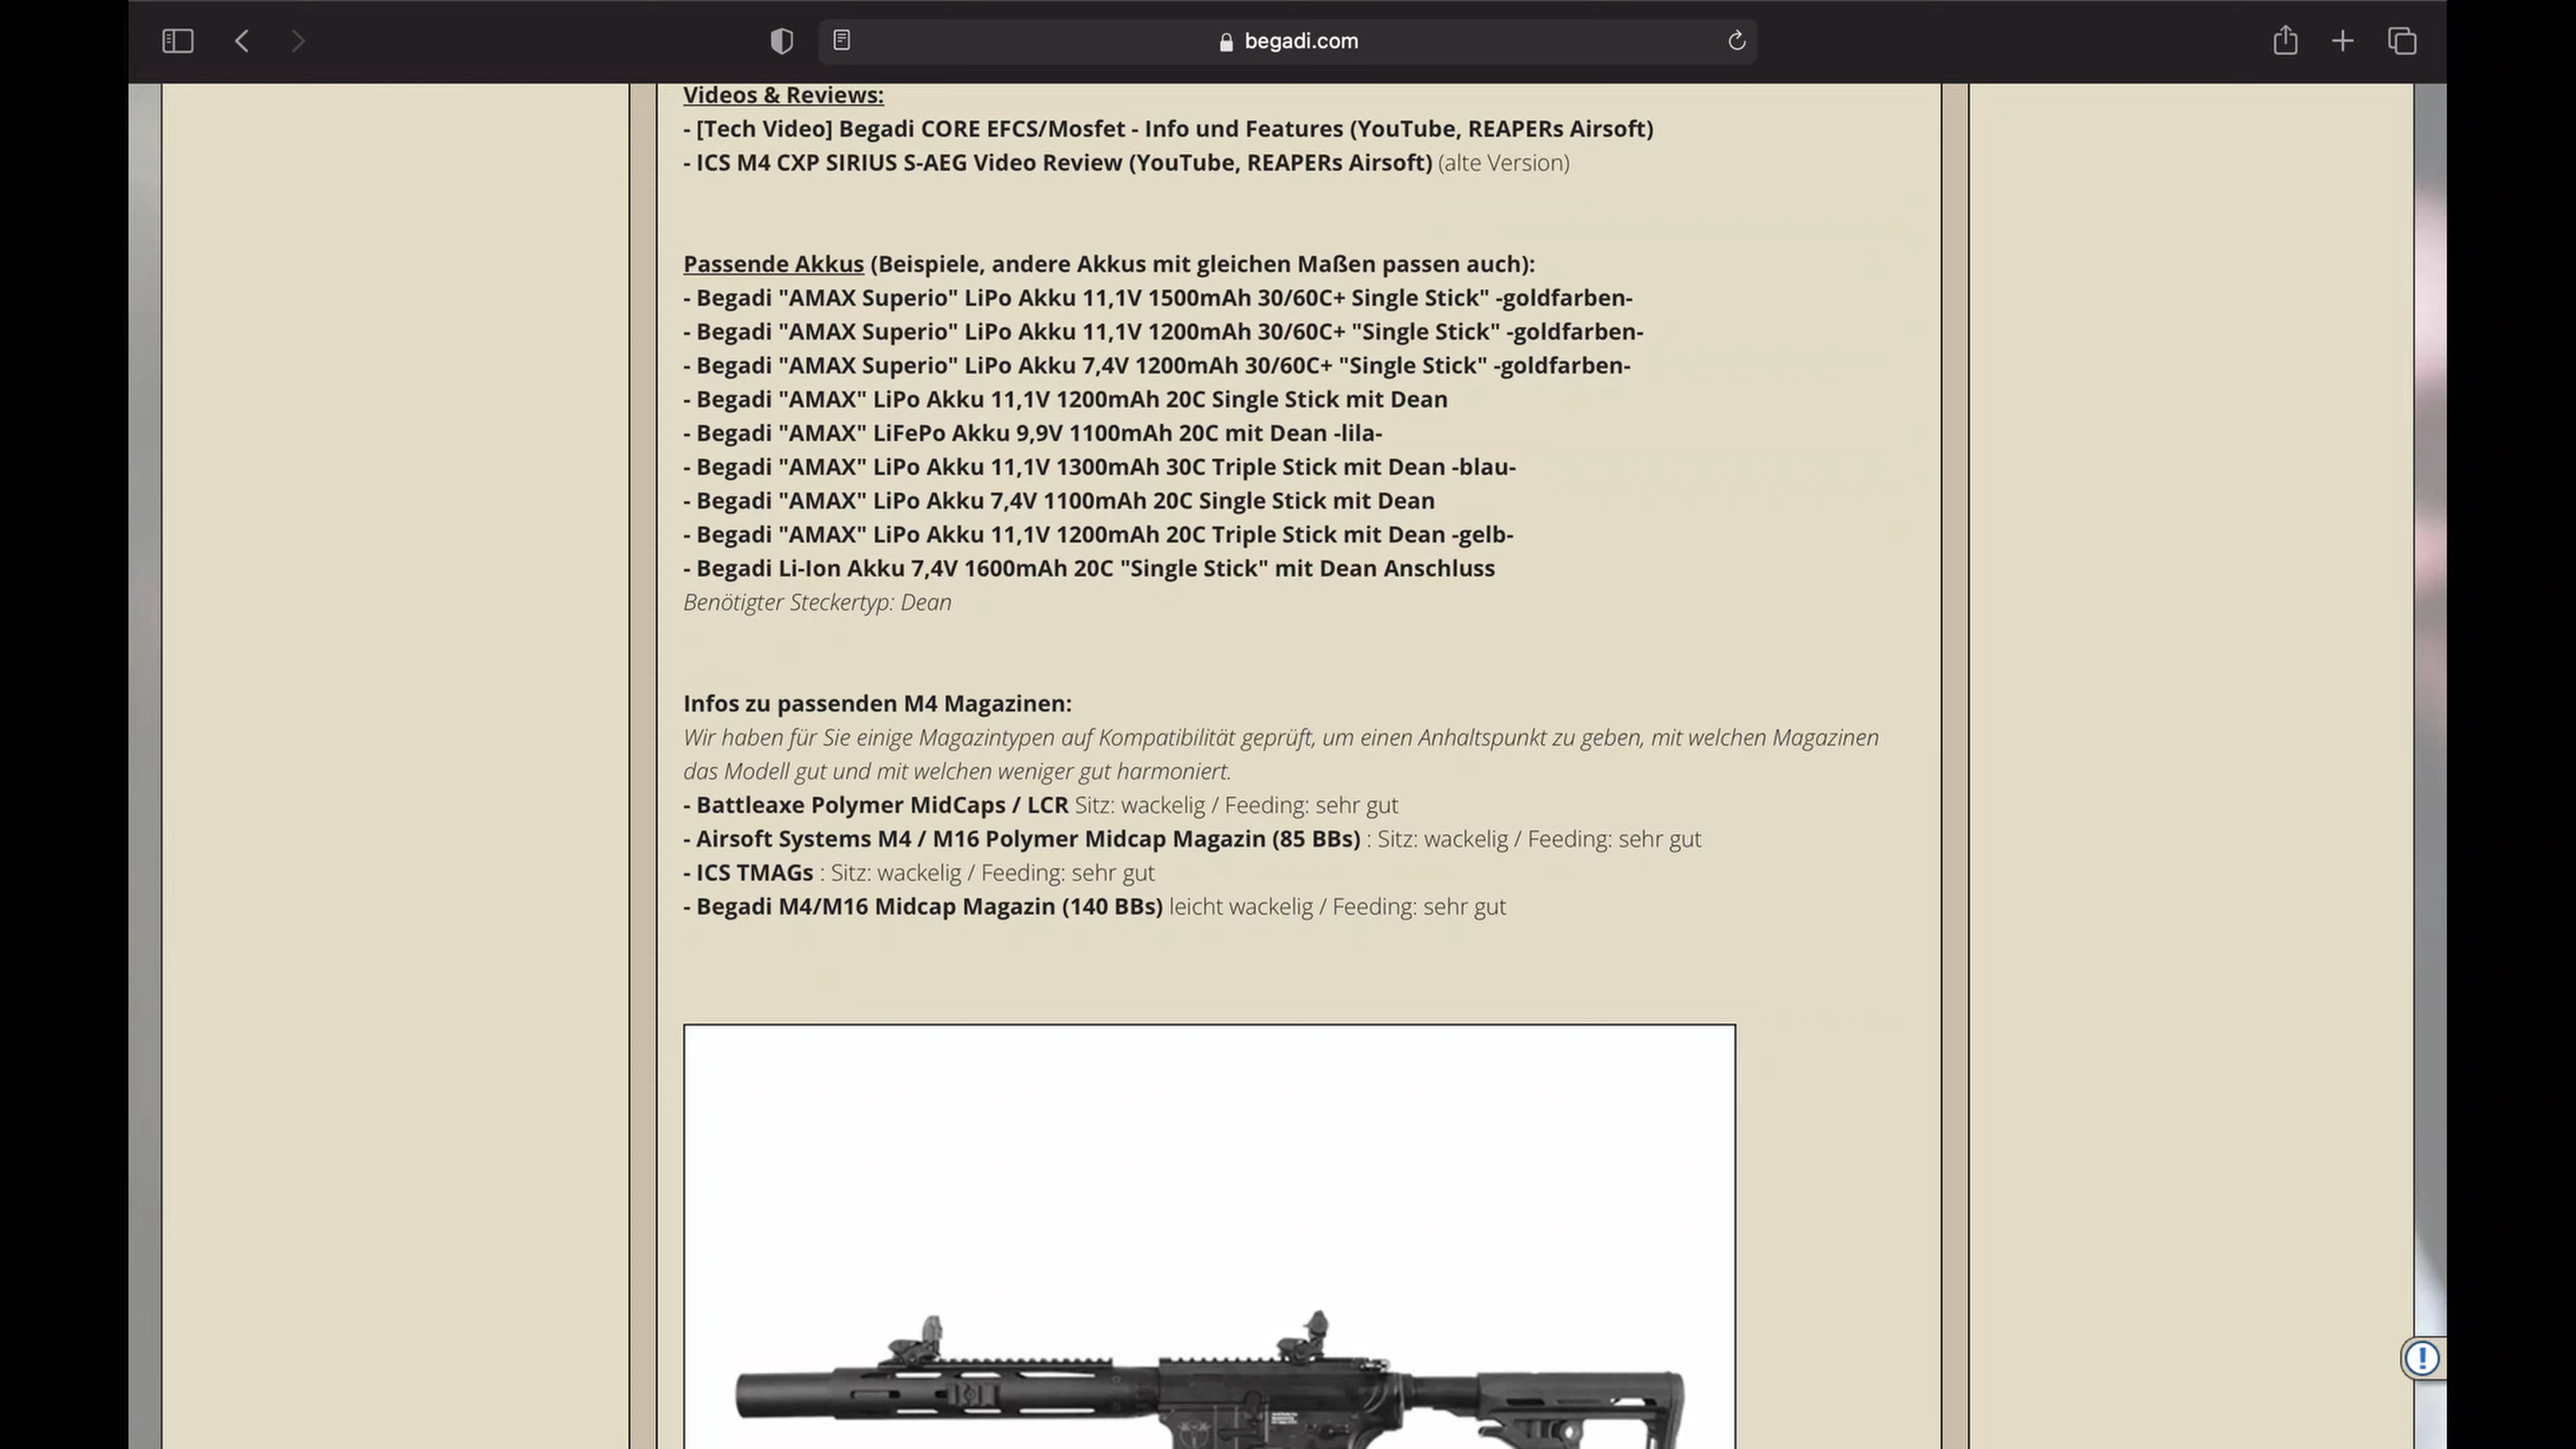 begadi.com
Videos & Reviews:
- [Tech Video] Begadi CORE EFCS/Mosfet - Info und Features (YouTube, REAPERs Airsoft)
- ICS M4 CXP SIRIUS S-AEG Video Review (YouTube, REAPERs Airsoft) (alte Version)
Passende Akkus (Beispiele, andere Akkus mit gleichen Maßen passen auch):
- Begadi "AMAX Superio" LiPo Akku 11,1V 1500mAh 30/60C+ Single Stick" -goldfarben-
- Begadi "AMAX Superio" LiPo Akku 11,1V 1200mAh 30/60C+ "Single Stick" -goldfarben-
- Begadi "AMAX Superio" LiPo Akku 7,4V 1200mAh 30/60C+ "Single Stick" -goldfarben-
- Begadi "AMAX" LiPo Akku 11,1V 1200mAh 20C Single Stick mit Dean
- Begadi "AMAX" LiFePo Akku 9,9V 1100mAh 20C mit Dean -lila-
- Begadi "AMAX" LiPo Akku 11,1V 1300mAh 30C Triple Stick mit Dean -blau-
- Begadi "AMAX" LiPo Akku 7,4V 1100mAh 20C Single Stick mit Dean
- Begadi "AMAX" LiPo Akku 11,1V 1200mAh 20C Triple Stick mit Dean -gelb-
- Begadi Li-Ion Akku 7,4V 1600mAh 20C "Single Stick" mit Dean Anschluss
Benötigter Steckertyp: Dean
Infos zu passenden M4 Magazinen:
Wir haben für Sie einige Magazintypen auf Kompatibilität geprüft, um einen Anhaltspunkt zu geben, mit welchen Magazinen
das Modell gut und mit welchen weniger gut harmoniert.
- Battleaxe Polymer MidCaps / LCR Sitz: wackelig / Feeding: sehr gut
- Airsoft Systems M4 / M16 Polymer Midcap Magazin (85 BBs) : Sitz: wackelig / Feeding: sehr gut
- ICS TMAGs : Sitz: wackelig / Feeding: sehr gut
- Begadi M4/M16 Midcap Magazin (140 BBs) leicht wackelig / Feeding: sehr gut